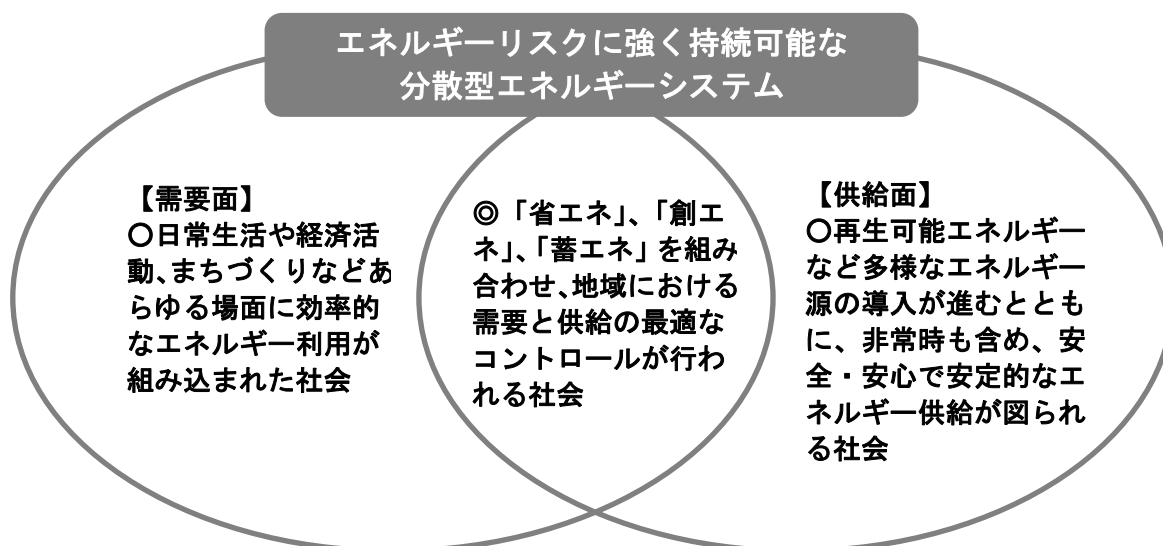 エネルギーリスクに強く持続可能な
分散型エネルギーシステム
【需要面】
〇日常生活や経済活
動、まちづくりなどあ
らゆる場面に効率的
なエネルギー利用が
組み込まれた社会
◎「省エネ」、「創エ
ネ」、「蓄エネ」を組み
合わせ、地域における
需要と供給の最適な
コントロールが行わ
れる社会
【供給面】
〇再生可能エネルギー
など多様なエネルギー
源の導入が進むととも
に、非常時も含め、安
全・安心で安定的なエ
ネルギー供給が図られ
る社会